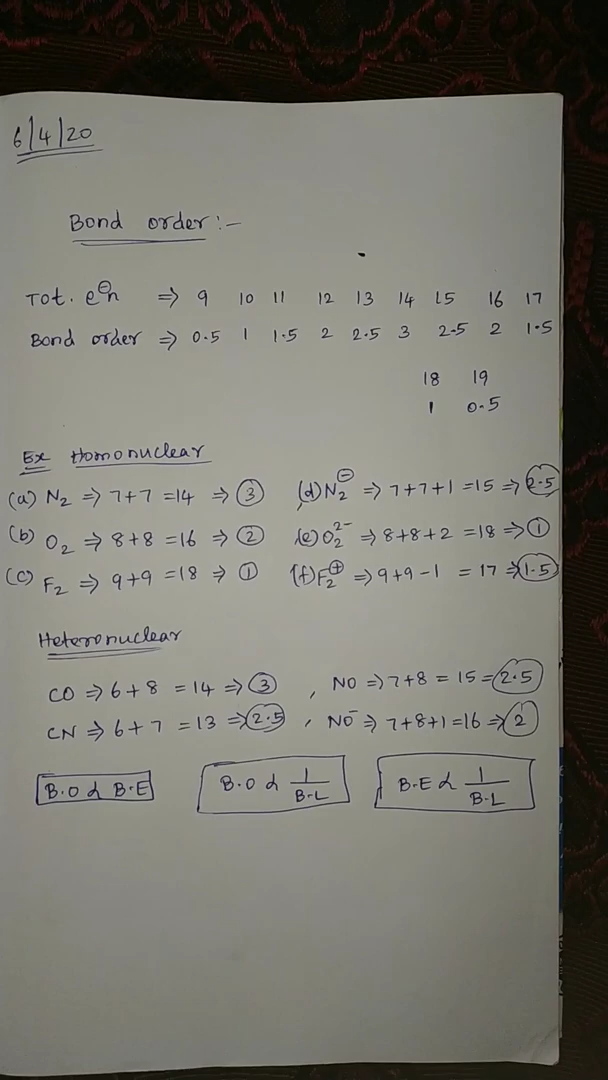 6/4/20
Bond order:-
Tot. e⊖n ⇒ 9 10 11 12 13 14 15 16 17
Bond order ⇒ 0.5 1 1.5 2 2.5 3 2.5 2 1.5
18 19
1 0.5
Ex Homonuclear
(a) N₂ ⇒ 7+7 =14 ⇒ ③ (d) N₂⊖ ⇒ 7+7+1 =15 ⇒ 2.5
(b) O₂ ⇒ 8+8 =16 ⇒ ② (e) O₂²⁻ ⇒ 8+8+2 =18 ⇒ ①
(c) F₂ ⇒ 9+9 =18 ⇒ ① (f) F₂⊕ ⇒ 9+9-1 = 17 ⇒ 1.5
Heteronuclear
CO ⇒ 6+8 =14 ⇒ ③ , NO ⇒ 7+8 = 15 = 2.5
CN ⇒ 6+7 =13 ⇒ 2.5 , NO⁻ ⇒ 7+8+1 =16 ⇒ 2
B.O α B.E B.O α 1/B.L B.E α 1/B.L